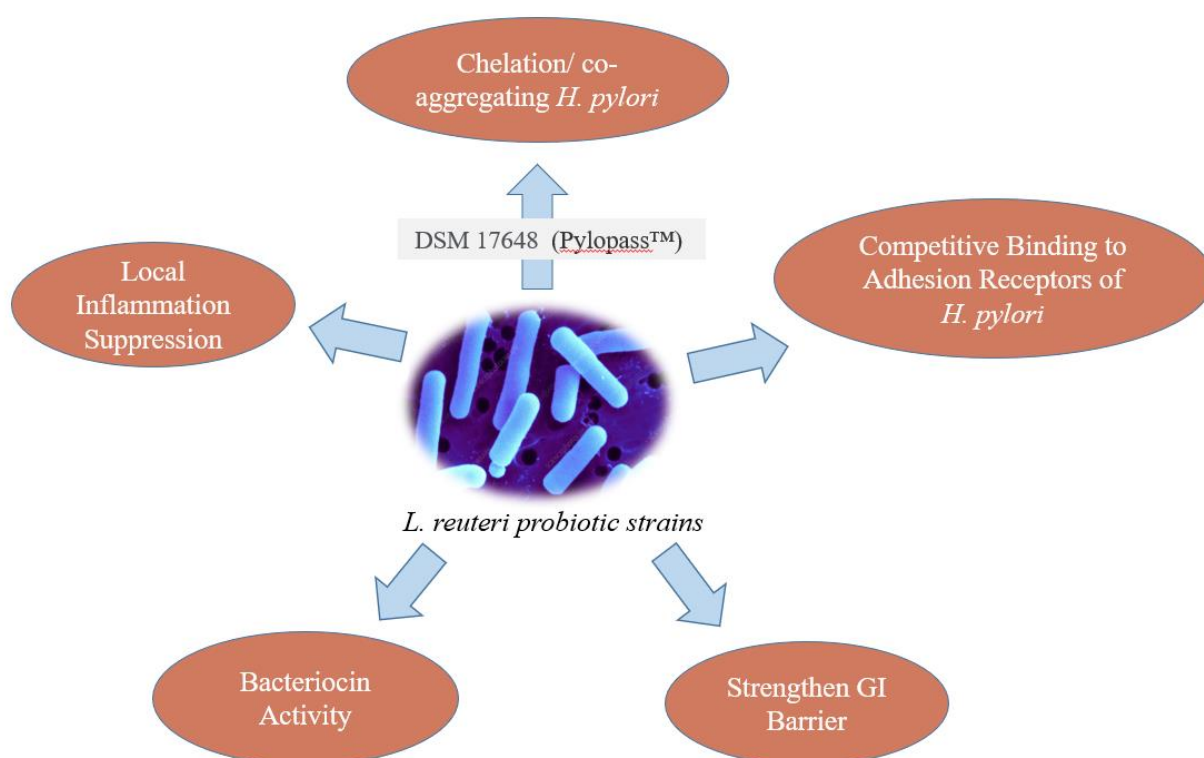 Chelation/ co-
aggregating H. pylori
DSM 17648 (Pylopass™)
Local
Inflammation
Suppression
Competitive Binding to
Adhesion Receptors of
H. pylori
L. reuteri probiotic strains
Bacteriocin
Activity
Strengthen GI
Barrier